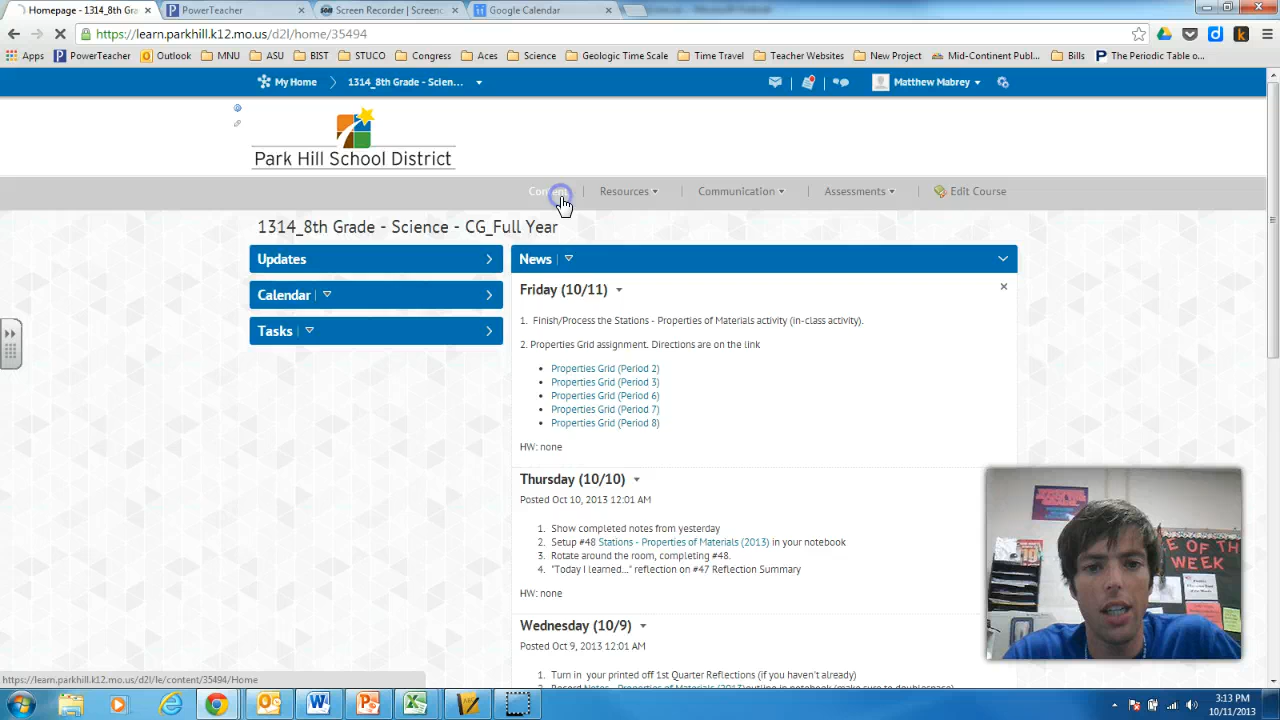 Homepage - 1314_8th Gra
PowerTeacher
Screen Recorder | Screenc
Google Calendar
https://learn.parkhill.k12.mo.us/d2l/home/35494
Apps PowerTeacher Outlook MNU ASU BIST STUCO Congress Aces Science Geologic Time Scale Time Travel Teacher Websites New Project Mid-Continent Publ... Bills The Periodic Table o...
My Home 1314_8th Grade - Scien... Matthew Mabrey
Park Hill School District
Content Resources Communication Assessments Edit Course
1314_8th Grade - Science - CG_Full Year
Updates
Calendar
Tasks
News
Friday (10/11)
1. Finish/Process the Stations - Properties of Materials activity (in-class activity).
2. Properties Grid assignment. Directions are on the link
• Properties Grid (Period 2)
• Properties Grid (Period 3)
• Properties Grid (Period 6)
• Properties Grid (Period 7)
• Properties Grid (Period 8)
HW: none
Thursday (10/10)
Posted Oct 10, 2013 12:01 AM
1. Show completed notes from yesterday
2. Setup #48 Stations - Properties of Materials (2013) in your notebook
3. Rotate around the room, completing #48.
4. "Today I learned..." reflection on #47 Reflection Summary
HW: none
Wednesday (10/9)
Posted Oct 9, 2013 12:01 AM
1. Turn in your printed off 1st Quarter Reflections (if you haven't already)
E OF TH
WEEK
https://learn.parkhill.k12.mo.us/d2l/le/content/35494/Home
3:13 PM
10/11/2013